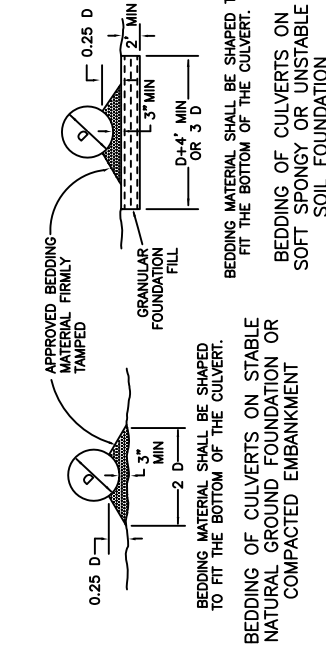 APPROVED BEDDING
MATERIAL FIRMLY
TAMPED
0.25 D
D
3"
MIN
2 D
BEDDING MATERIAL SHALL BE SHAPED
TO FIT THE BOTTOM OF THE CULVERT.
BEDDING OF CULVERTS ON STABLE
NATURAL GROUND FOUNDATION OR
COMPACTED EMBANKMENT
0.25 D
D
2' MIN
3" MIN
D+4' MIN
OR 3 D
GRANULAR
FOUNDATION
FILL
BEDDING MATERIAL SHALL BE SHAPED
FIT THE BOTTOM OF THE CULVERT.
BEDDING OF CULVERTS ON
SOFT SPONGY OR UNSTABLE
SOIL FOUNDATION